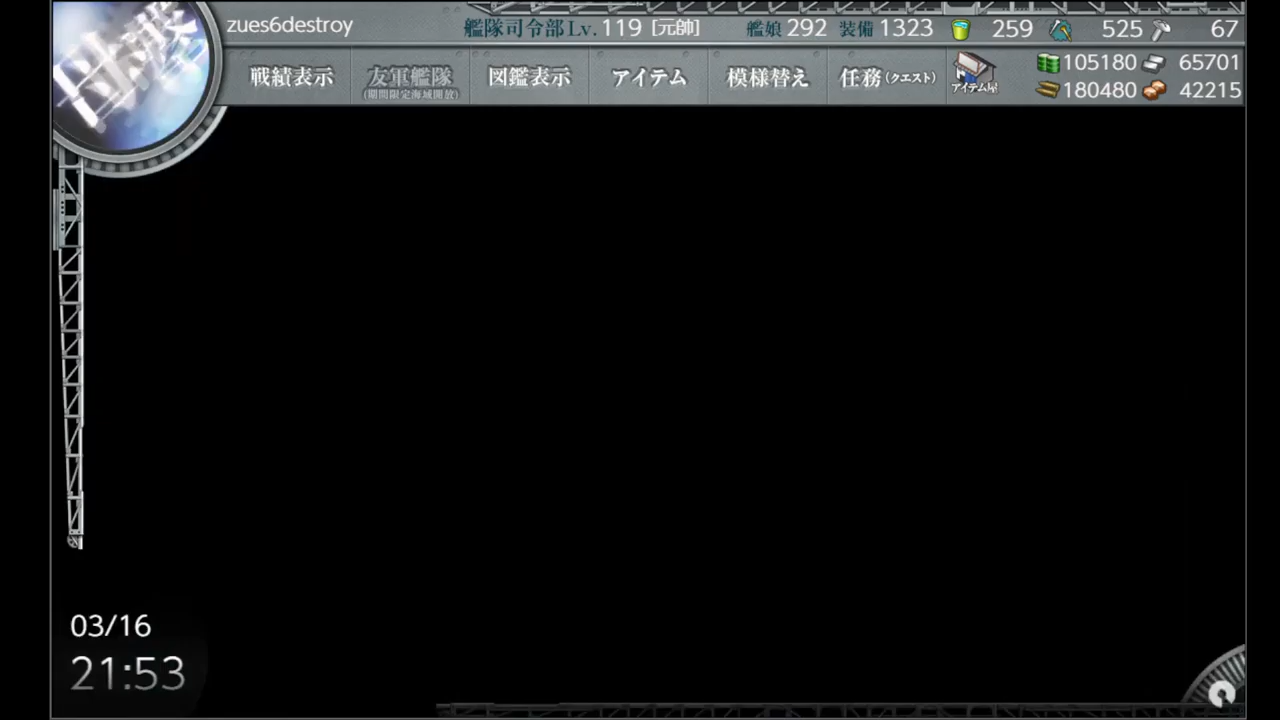 zues6destroy 艦隊司令部Lv. 119 [元帥] 艦娘 292 装備 1323 259 525 67
戦績表示 友軍艦隊 図鑑表示 アイテム 模様替え 任務(クエスト) アイテム屋 105180 65701
(期間限定海域開放) 180480 42215
03/16
21:53